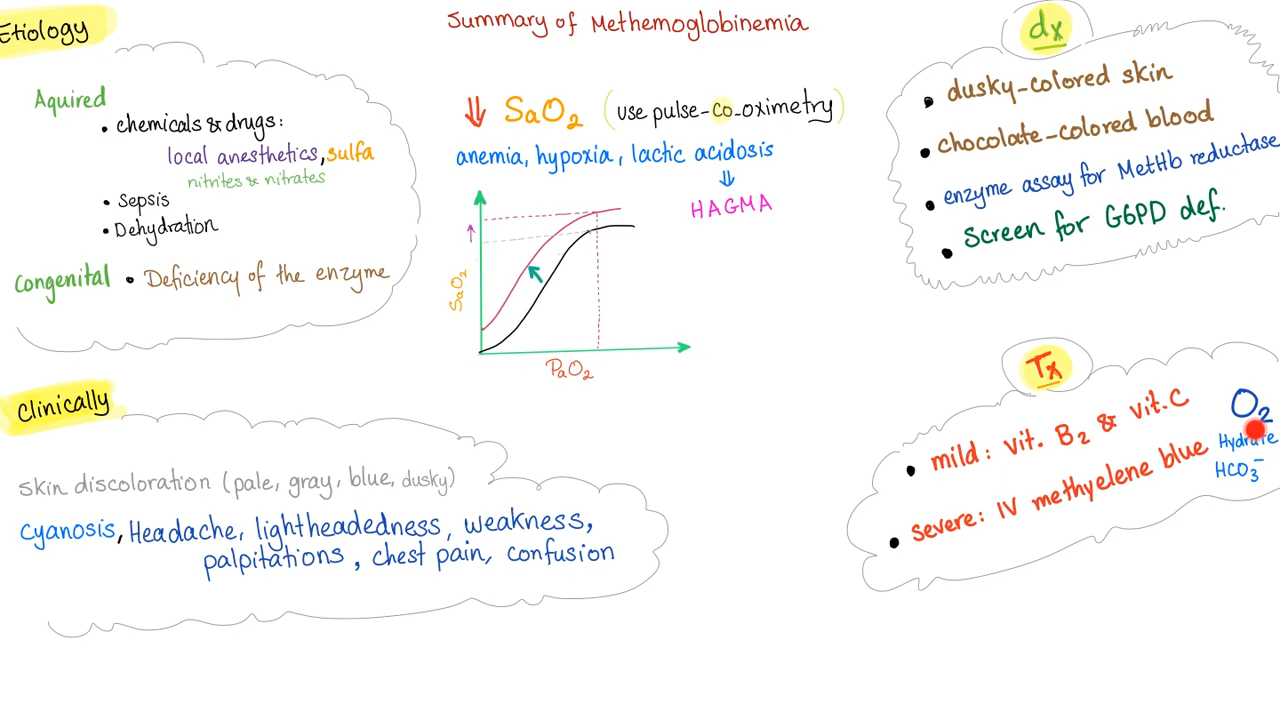 Summary of Methemoglobinemia
Etiology
Aquired
• chemicals & drugs:
local anesthetics, sulfa
nitrites & nitrates
• Sepsis
• Dehydration
Congenital • Deficiency of the enzyme
↓ SaO2 (use pulse-co-oximetry)
anemia, hypoxia, lactic acidosis
⇓
HAGMA
SaO2
PaO2
dx
• dusky-colored skin
• chocolate-colored blood
• enzyme assay for MetHb reductase
• Screen for G6PD def.
Clinically
Skin discoloration (pale, gray, blue, dusky)
cyanosis, Headache, lightheadedness, weakness,
palpitations, chest pain, confusion
Tx
• mild: vit. B2 & vit. C
• severe: IV methyelene blue
O2
Hydrate
HCO3-